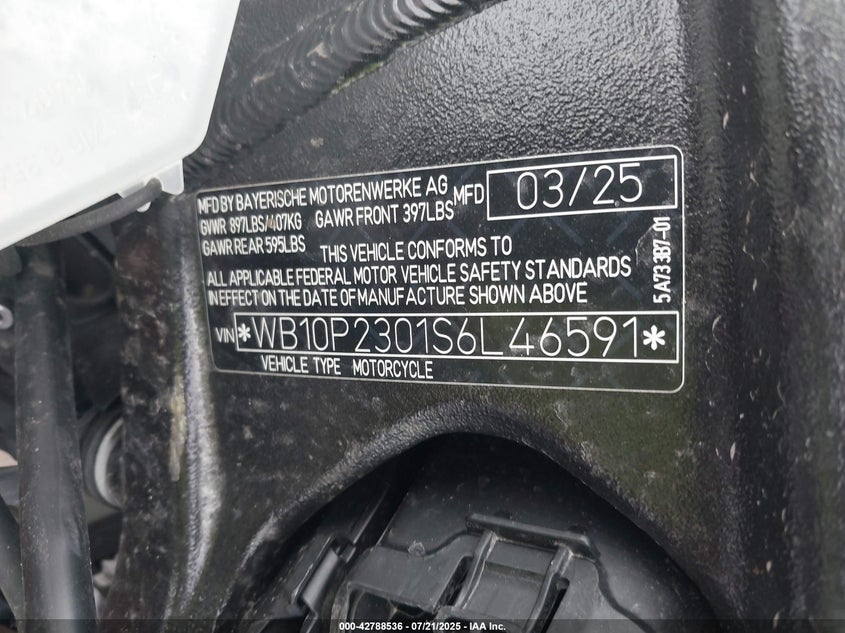 MFD BY BAYERISCHE MOTORENWERKE AG MFD 03/25
GVWR 897LBS/407KG GAWR FRONT 397LBS
GAWR REAR 595LBS THIS VEHICLE CONFORMS TO
ALL APPLICABLE FEDERAL MOTOR VEHICLE SAFETY STANDARDS
IN EFFECT ON THE DATE OF MANUFACTURE SHOWN ABOVE
VIN *WB10P2301S6L46591*
VEHICLE TYPE MOTORCYCLE
5A733B7-01
000-42788536 - 07/21/2025 - Copyright © IAA Inc.